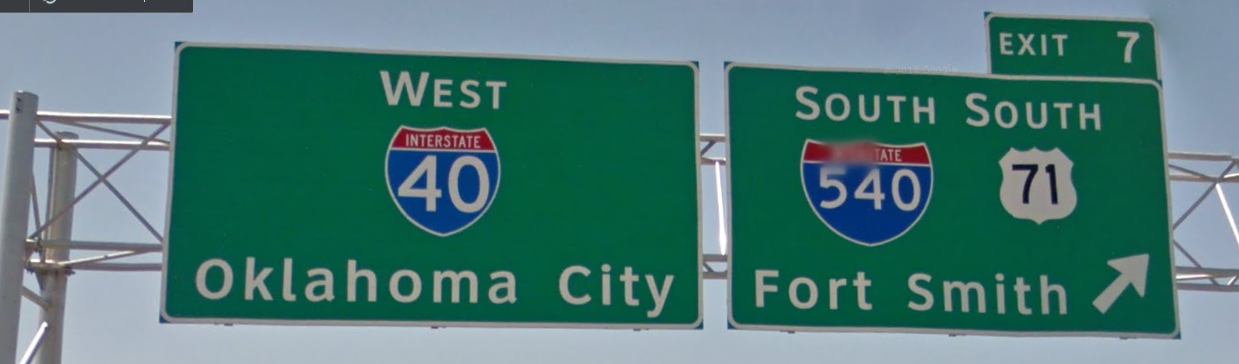 WEST
INTERSTATE
40
Oklahoma City
EXIT 7
SOUTH SOUTH
540 71
Fort Smith